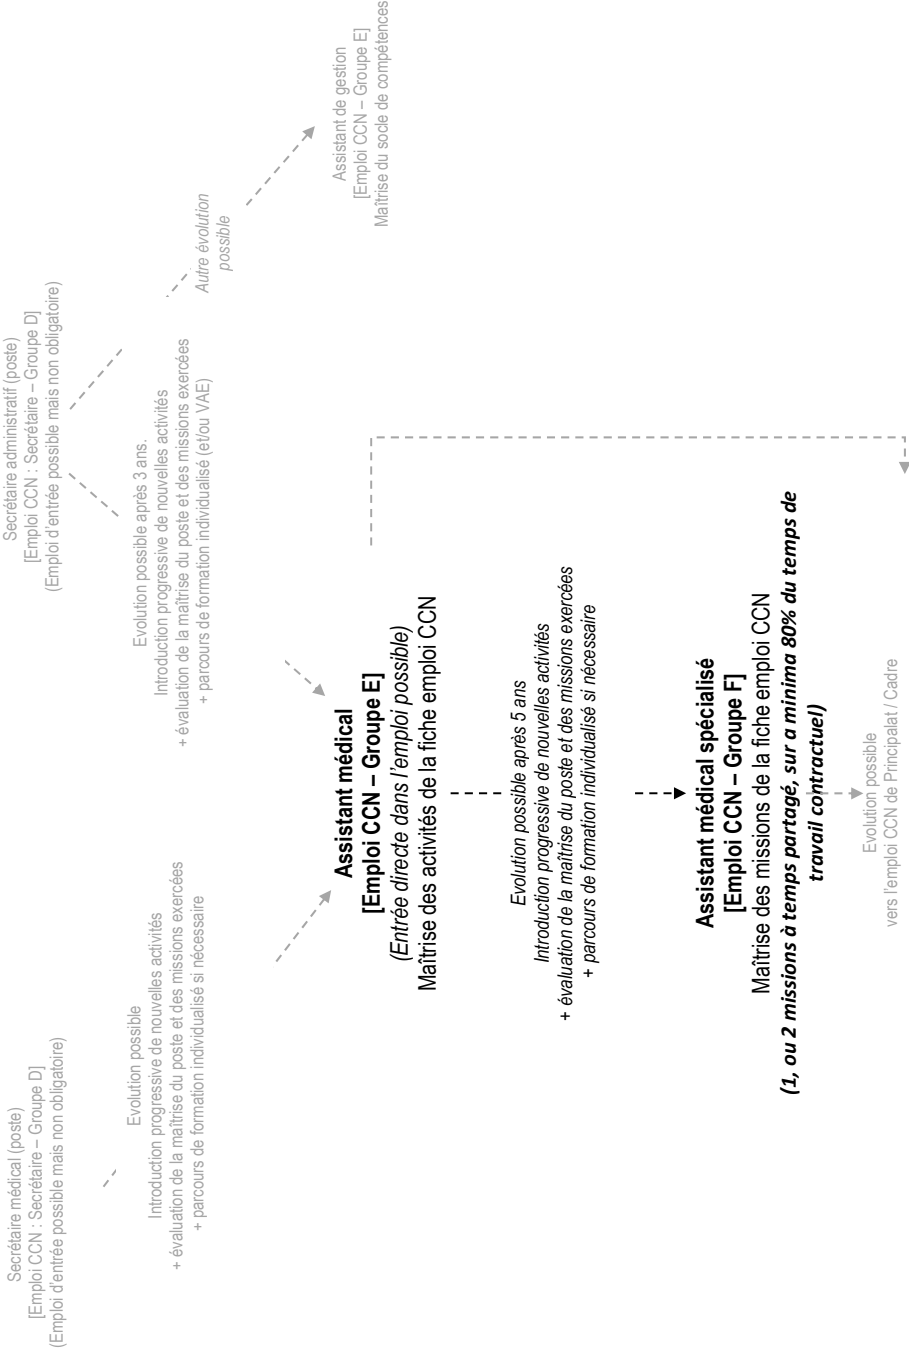 Secrétaire médical (poste)
[Emploi CCN : Secrétaire – Groupe D]
(Emploi d'entrée possible mais non obligatoire)
Secrétaire administratif (poste)
[Emploi CCN : Secrétaire – Groupe D]
(Emploi d'entrée possible mais non obligatoire)
Evolution possible
Introduction progressive de nouvelles activités
+ évaluation de la maîtrise du poste et des missions exercées
+ parcours de formation individualisé si nécessaire
Evolution possible après 3 ans.
Introduction progressive de nouvelles activités
+ évaluation de la maîtrise du poste et des missions exercées
+ parcours de formation individualisé (et/ou VAE)
Autre évolution
possible
Assistant médical
[Emploi CCN – Groupe E]
(Entrée directe dans l'emploi possible)
Maîtrise des activités de la fiche emploi CCN
Assistant de gestion
[Emploi CCN – Groupe E]
Maîtrise du socle de compétences
Evolution possible après 5 ans
Introduction progressive de nouvelles activités
+ évaluation de la maîtrise du poste et des missions exercées
+ parcours de formation individualisé si nécessaire
Assistant médical spécialisé
[Emploi CCN – Groupe F]
Maîtrise des missions de la fiche emploi CCN
(1, ou 2 missions à temps partagé, sur a minima 80% du temps de
travail contractuel)
Evolution possible
vers l'emploi CCN de Principalat / Cadre